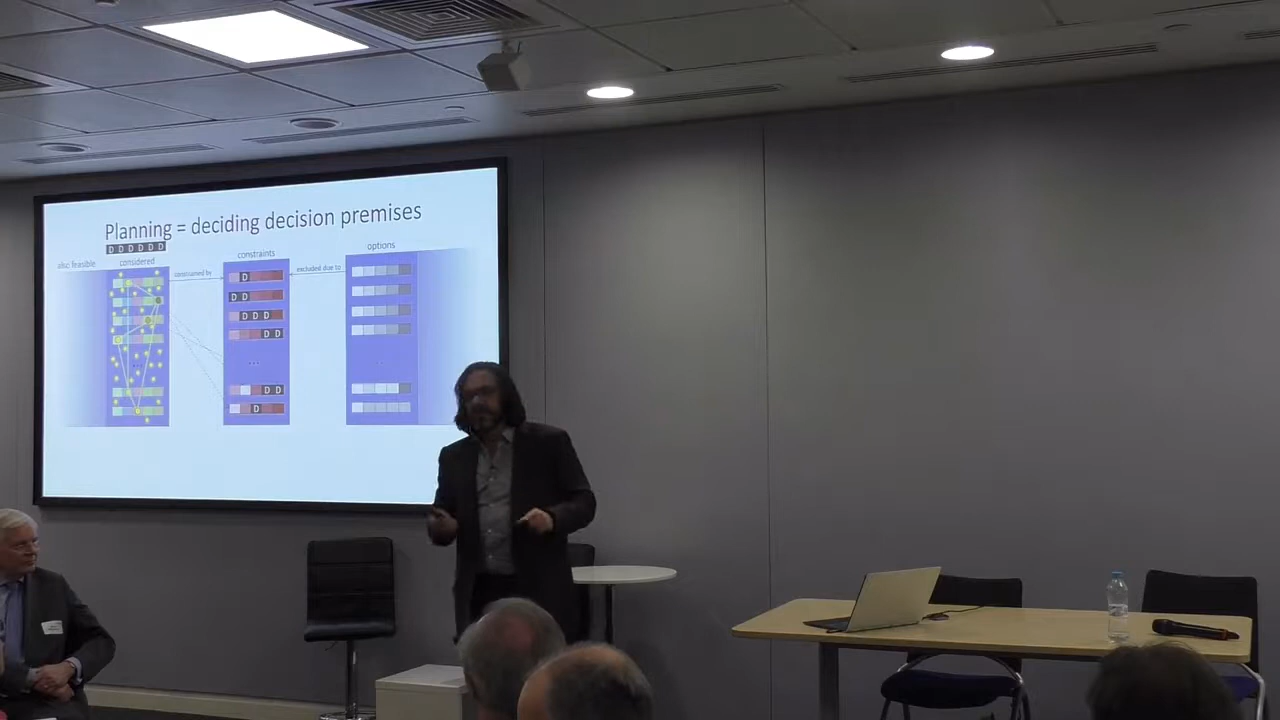 Planning = deciding decision premises
D D D D D D
also feasible
considered
constrained by
constraints
excluded due to
options
D
D D
D D D
D D
...
D D
D